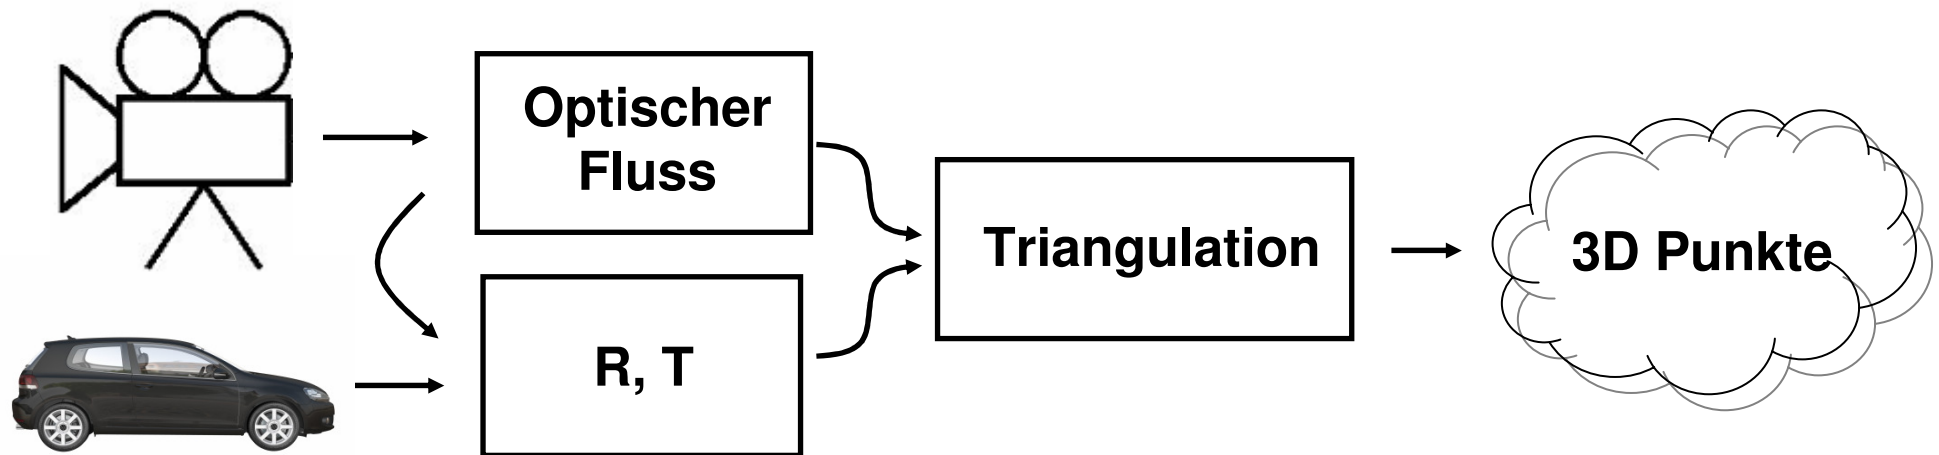 Optischer
Fluss
R, T
Triangulation
3D Punkte